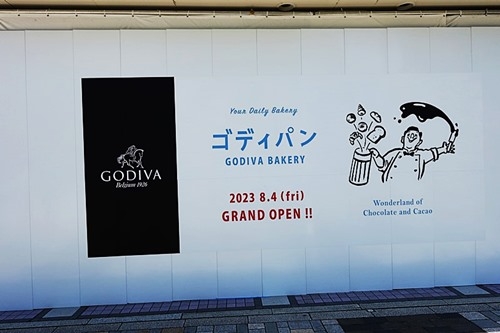 GODIVA
Belgium 1926
Your Daily Bakery
ゴディパン
GODIVA BAKERY
2023 8.4 (fri)
GRAND OPEN !!
Wonderland of
Chocolate and Cacao